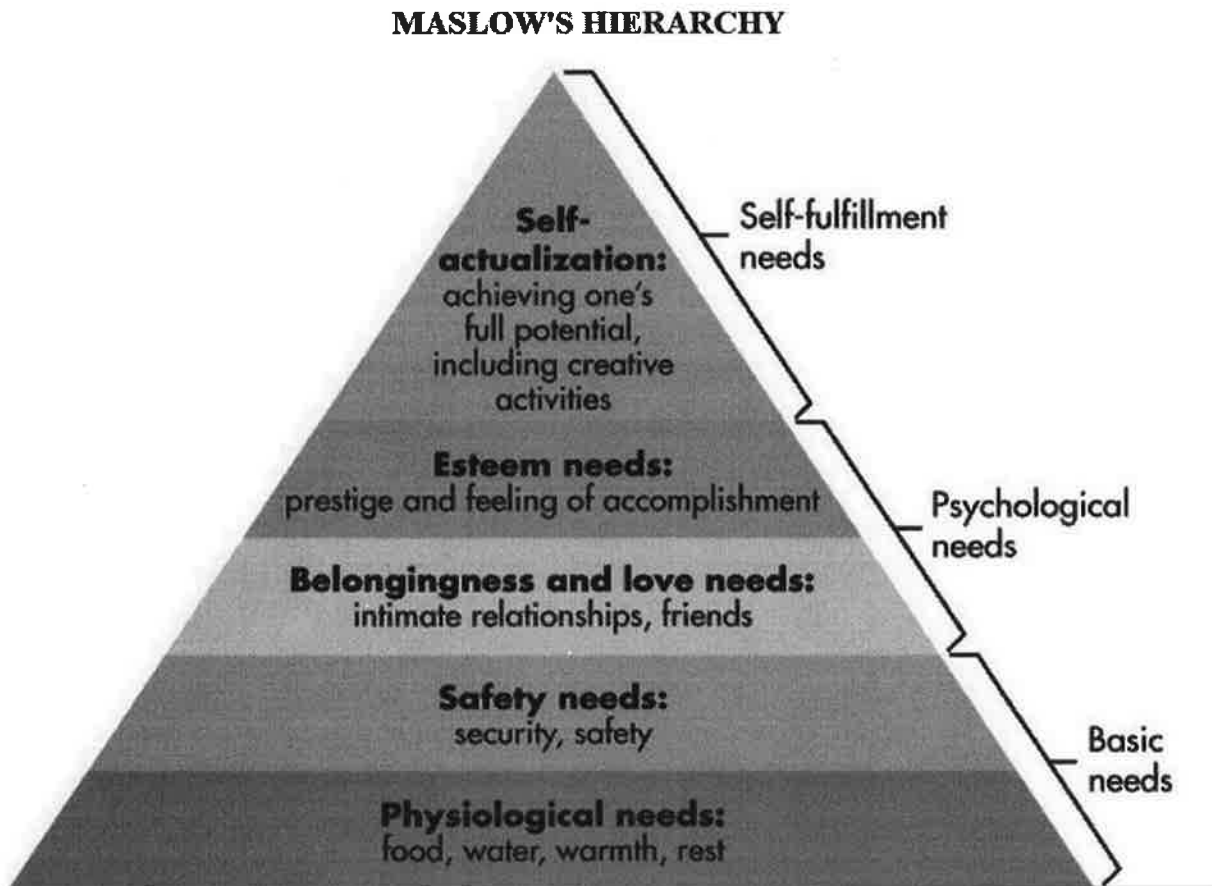 MASLOW'S HIERARCHY
Self-
actualization:
achieving one's
full potential,
including creative
activities
Self-fulfillment
needs
Esteem needs:
prestige and feeling of accomplishment
Psychological
needs
Belongingness and love needs:
intimate relationships, friends
Safety needs:
security, safety
Basic
needs
Physiological needs:
food, water, warmth, rest